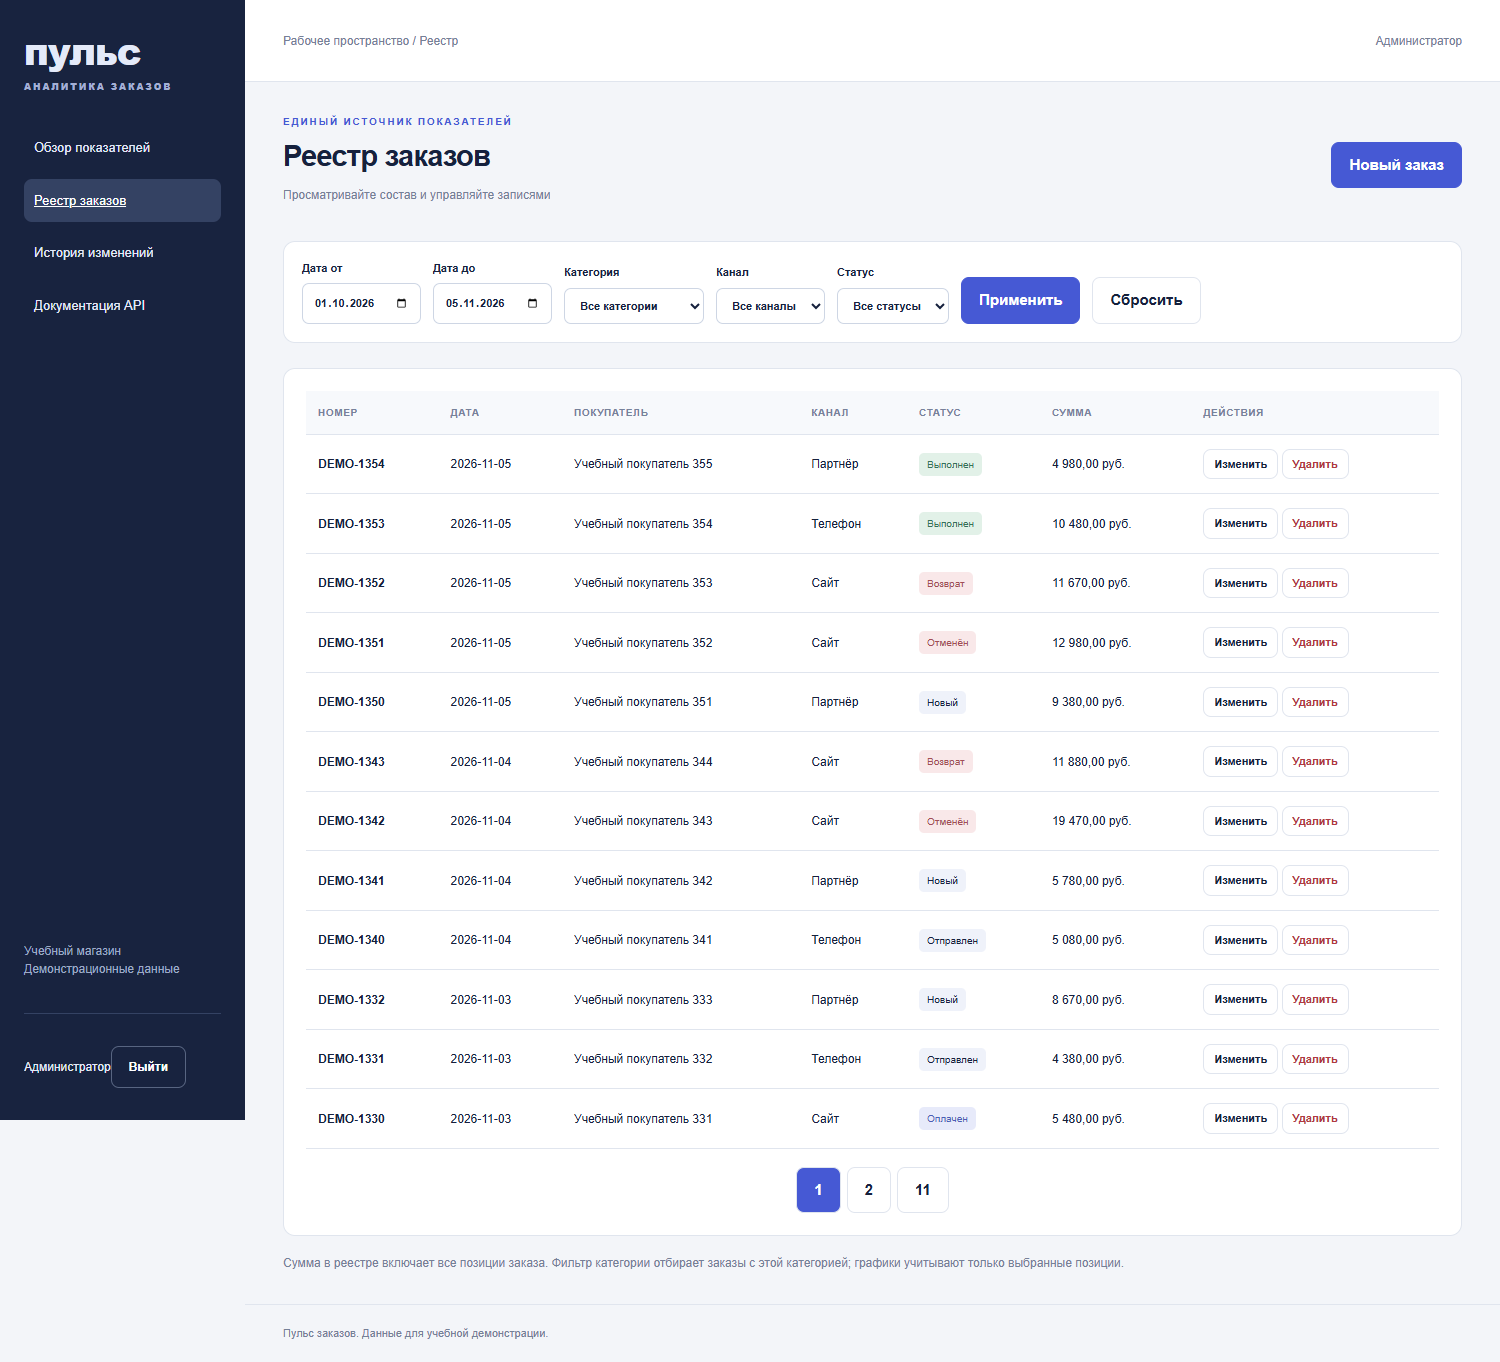 пульс
АНАЛИТИКА ЗАКАЗОВ
Обзор показателей
Реестр заказов
История изменений
Документация API
Учебный магазин
Демонстрационные данные
Администратор Выйти
Рабочее пространство / Реестр
Администратор
ЕДИНЫЙ ИСТОЧНИК ПОКАЗАТЕЛЕЙ
Реестр заказов
Просматривайте состав и управляйте записями
Новый заказ
Дата от Дата до Категория Канал Статус
01.10.2026 05.11.2026 Все категории Все каналы Все статусы Применить Сбросить
НОМЕР ДАТА ПОКУПАТЕЛЬ КАНАЛ СТАТУС СУММА ДЕЙСТВИЯ
DEMO-1354 2026-11-05 Учебный покупатель 355 Партнёр Выполнен 4 980,00 руб. Изменить Удалить
DEMO-1353 2026-11-05 Учебный покупатель 354 Телефон Выполнен 10 480,00 руб. Изменить Удалить
DEMO-1352 2026-11-05 Учебный покупатель 353 Сайт Возврат 11 670,00 руб. Изменить Удалить
DEMO-1351 2026-11-05 Учебный покупатель 352 Сайт Отменён 12 980,00 руб. Изменить Удалить
DEMO-1350 2026-11-05 Учебный покупатель 351 Партнёр Новый 9 380,00 руб. Изменить Удалить
DEMO-1343 2026-11-04 Учебный покупатель 344 Сайт Возврат 11 880,00 руб. Изменить Удалить
DEMO-1342 2026-11-04 Учебный покупатель 343 Сайт Отменён 19 470,00 руб. Изменить Удалить
DEMO-1341 2026-11-04 Учебный покупатель 342 Партнёр Новый 5 780,00 руб. Изменить Удалить
DEMO-1340 2026-11-04 Учебный покупатель 341 Телефон Отправлен 5 080,00 руб. Изменить Удалить
DEMO-1332 2026-11-03 Учебный покупатель 333 Партнёр Новый 8 670,00 руб. Изменить Удалить
DEMO-1331 2026-11-03 Учебный покупатель 332 Телефон Отправлен 4 380,00 руб. Изменить Удалить
DEMO-1330 2026-11-03 Учебный покупатель 331 Сайт Оплачен 5 480,00 руб. Изменить Удалить
1 2 11
Сумма в реестре включает все позиции заказа. Фильтр категории отбирает заказы с этой категорией; графики учитывают только выбранные позиции.
Пульс заказов. Данные для учебной демонстрации.